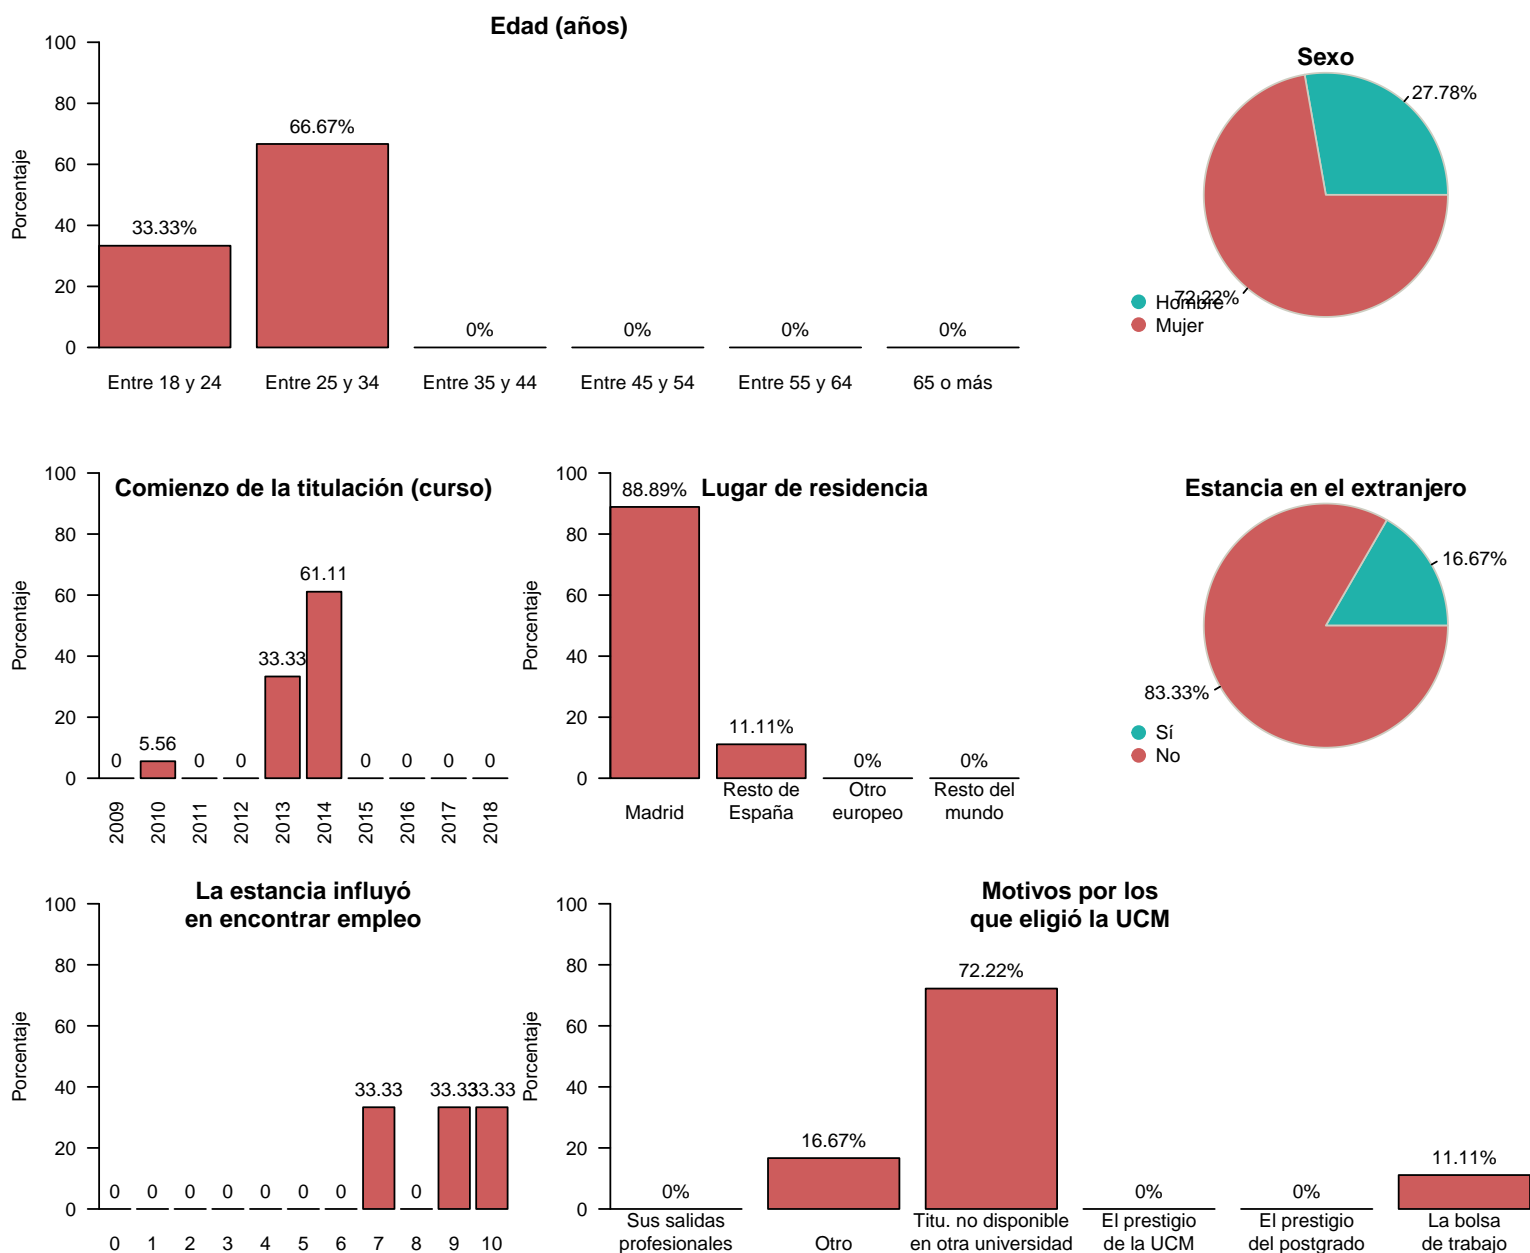 Edad (años)
Porcentaje
100
80
60
40
20
0
33.33%
66.67%
0%
0%
0%
0%
Entre 18 y 24
Entre 25 y 34
Entre 35 y 44
Entre 45 y 54
Entre 55 y 64
65 o más
Sexo
27.78%
72.22%
Hombre
Mujer
Comienzo de la titulación (curso)
Porcentaje
100
80
60
40
20
0
0
5.56
0
0
33.33
61.11
0
0
0
0
2009
2010
2011
2012
2013
2014
2015
2016
2017
2018
Lugar de residencia
Porcentaje
100
80
60
40
20
0
88.89%
11.11%
0%
0%
Madrid
Resto de
España
Otro
europeo
Resto del
mundo
Estancia en el extranjero
16.67%
83.33%
Sí
No
La estancia influyó
en encontrar empleo
Porcentaje
100
80
60
40
20
0
0
0
0
0
0
0
0
33.33
0
33.33
33.33
0
1
2
3
4
5
6
7
8
9
10
Motivos por los
que eligió la UCM
Porcentaje
100
80
60
40
20
0
0%
16.67%
72.22%
0%
0%
11.11%
Sus salidas
profesionales
Otro
Titu. no disponible
en otra universidad
El prestigio
de la UCM
El prestigio
del postgrado
La bolsa
de trabajo